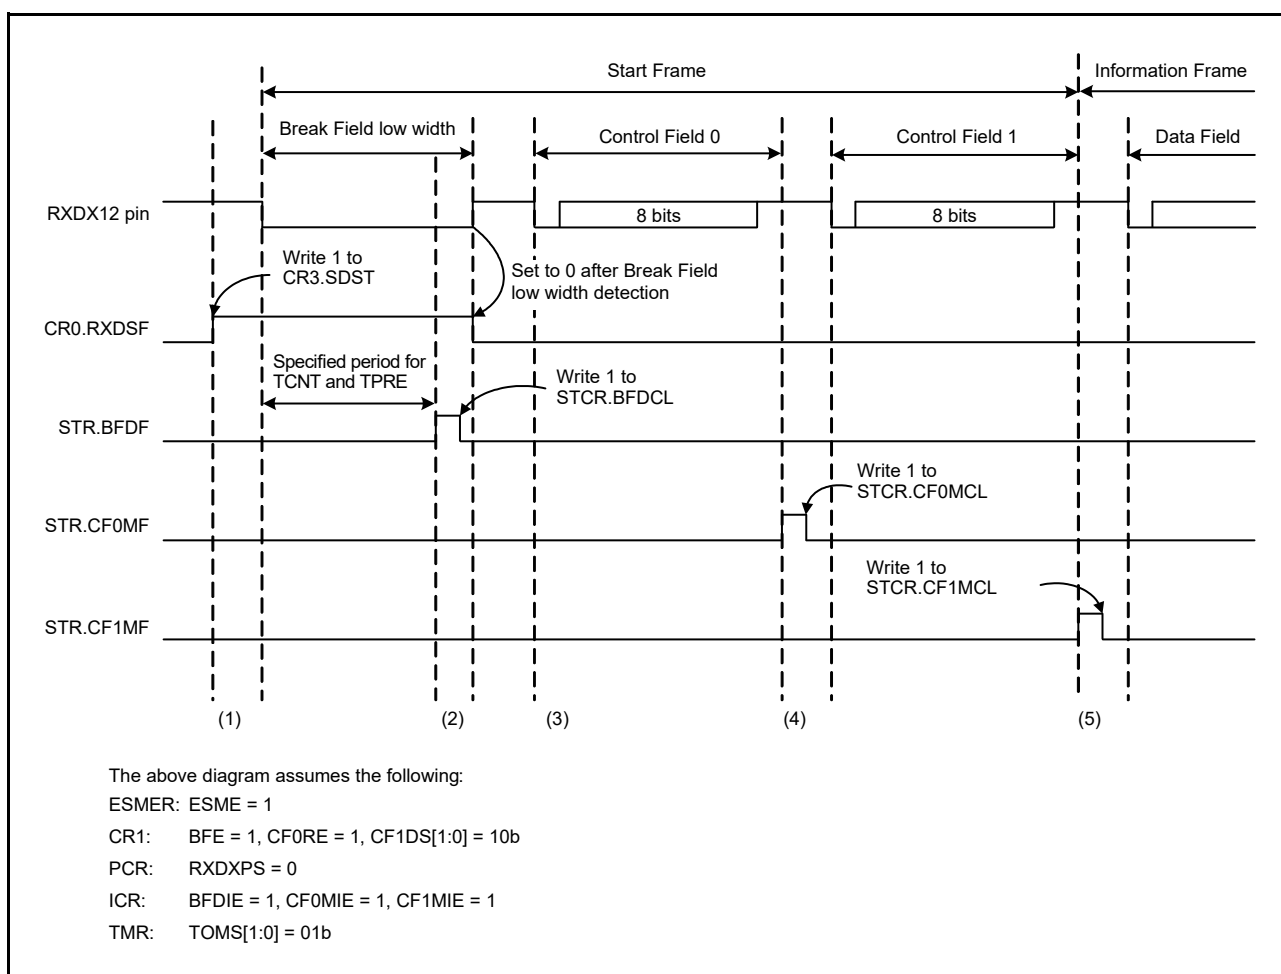 Start Frame
Information Frame
Break Field low width
Control Field 0
Control Field 1
Data Field
RXDX12 pin
8 bits
8 bits
Write 1 to
CR3.SDST
Set to 0 after Break Field
low width detection
CR0.RXDSF
Specified period for
TCNT and TPRE
Write 1 to
STCR.BFDCL
STR.BFDF
Write 1 to
STCR.CF0MCL
STR.CF0MF
Write 1 to
STCR.CF1MCL
STR.CF1MF
(1)
(2)
(3)
(4)
(5)
The above diagram assumes the following:
ESMER: ESME = 1
CR1: BFE = 1, CF0RE = 1, CF1DS[1:0] = 10b
PCR: RXDXPS = 0
ICR: BFDIE = 1, CF0MIE = 1, CF1MIE = 1
TMR: TOMS[1:0] = 01b